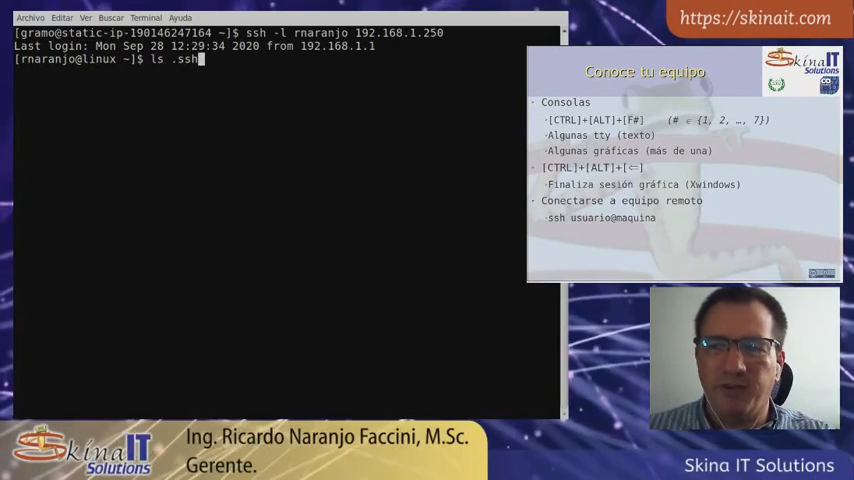 Archivo Editar Ver Buscar Terminal Ayuda
[gramo@static-ip-190146247164 ~]$ ssh -l rnaranjo 192.168.1.250
Last login: Mon Sep 28 12:29:34 2020 from 192.168.1.1
[rnaranjo@linux ~]$ ls .ssh
https://skinait.com
Conoce tu equipo
Skina IT
Solutions
· Consolas
·[CTRL]+[ALT]+[F#] (# ∈ {1, 2, …, 7})
·Algunas tty (texto)
·Algunas gráficas (más de una)
· [CTRL]+[ALT]+[⇐]
·Finaliza sesión gráfica (Xwindows)
· Conectarse a equipo remoto
·ssh usuario@maquina
Skina IT
Solutions
Ing. Ricardo Naranjo Faccini, M.Sc.
Gerente.
Skina IT Solutions